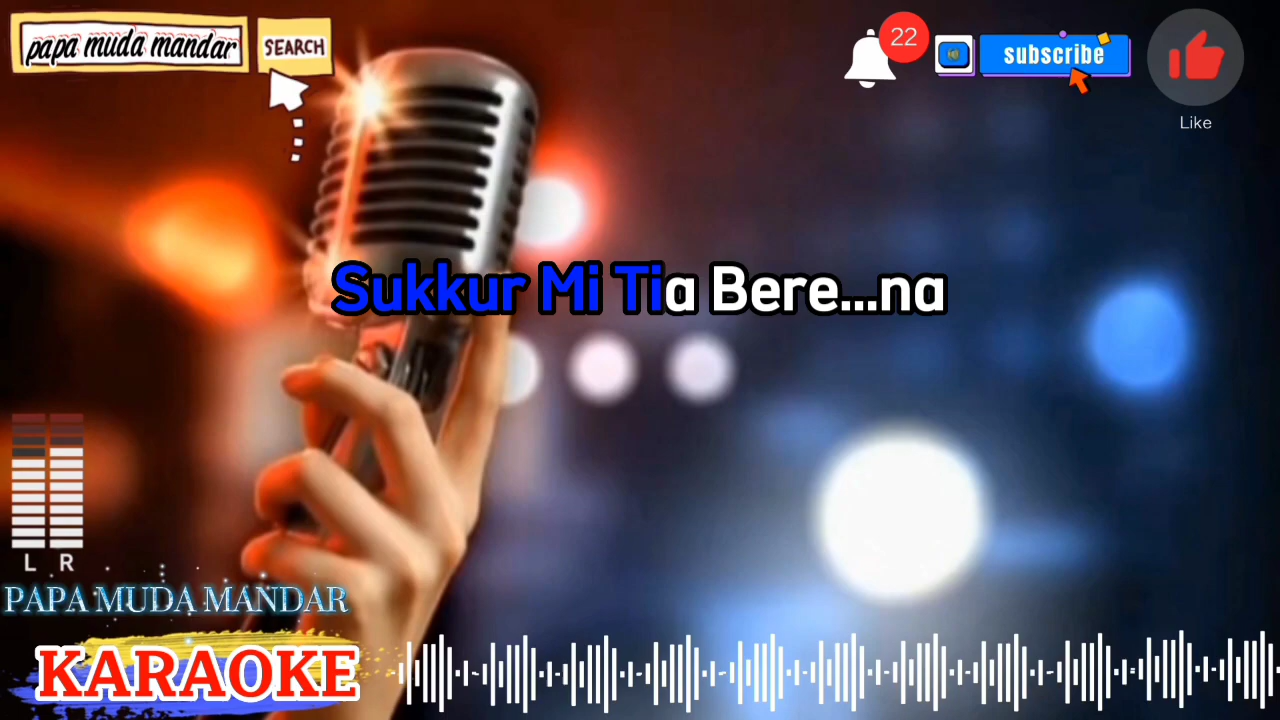 papa muda mandar
SEARCH
22
subscribe
Like
Sukkur Mi Tia Bere...na
L R
PAPA MUDA MANDAR
KARAOKE